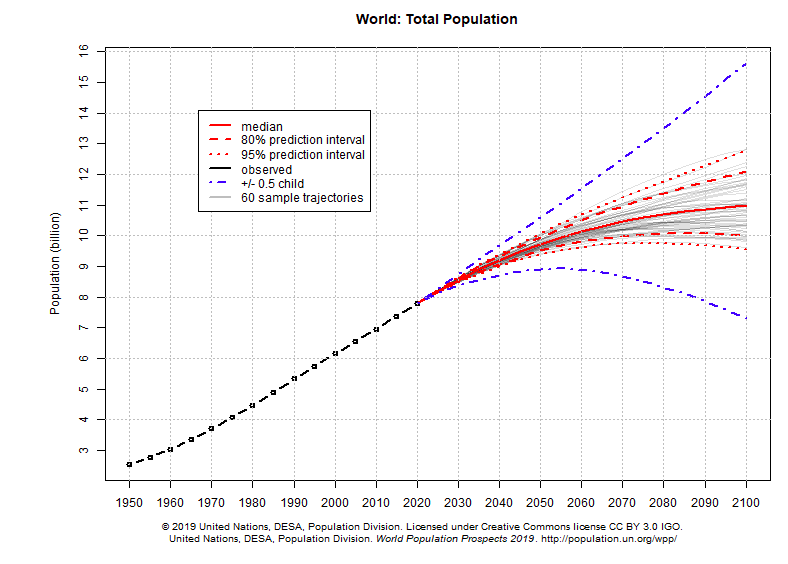 World: Total Population
Population (billion)
16
15
14
13
12
11
10
9
8
7
6
5
4
3
median
80% prediction interval
95% prediction interval
observed
+/- 0.5 child
60 sample trajectories
1950 1960 1970 1980 1990 2000 2010 2020 2030 2040 2050 2060 2070 2080 2090 2100
© 2019 United Nations, DESA, Population Division. Licensed under Creative Commons license CC BY 3.0 IGO.
United Nations, DESA, Population Division. World Population Prospects 2019. http://population.un.org/wpp/